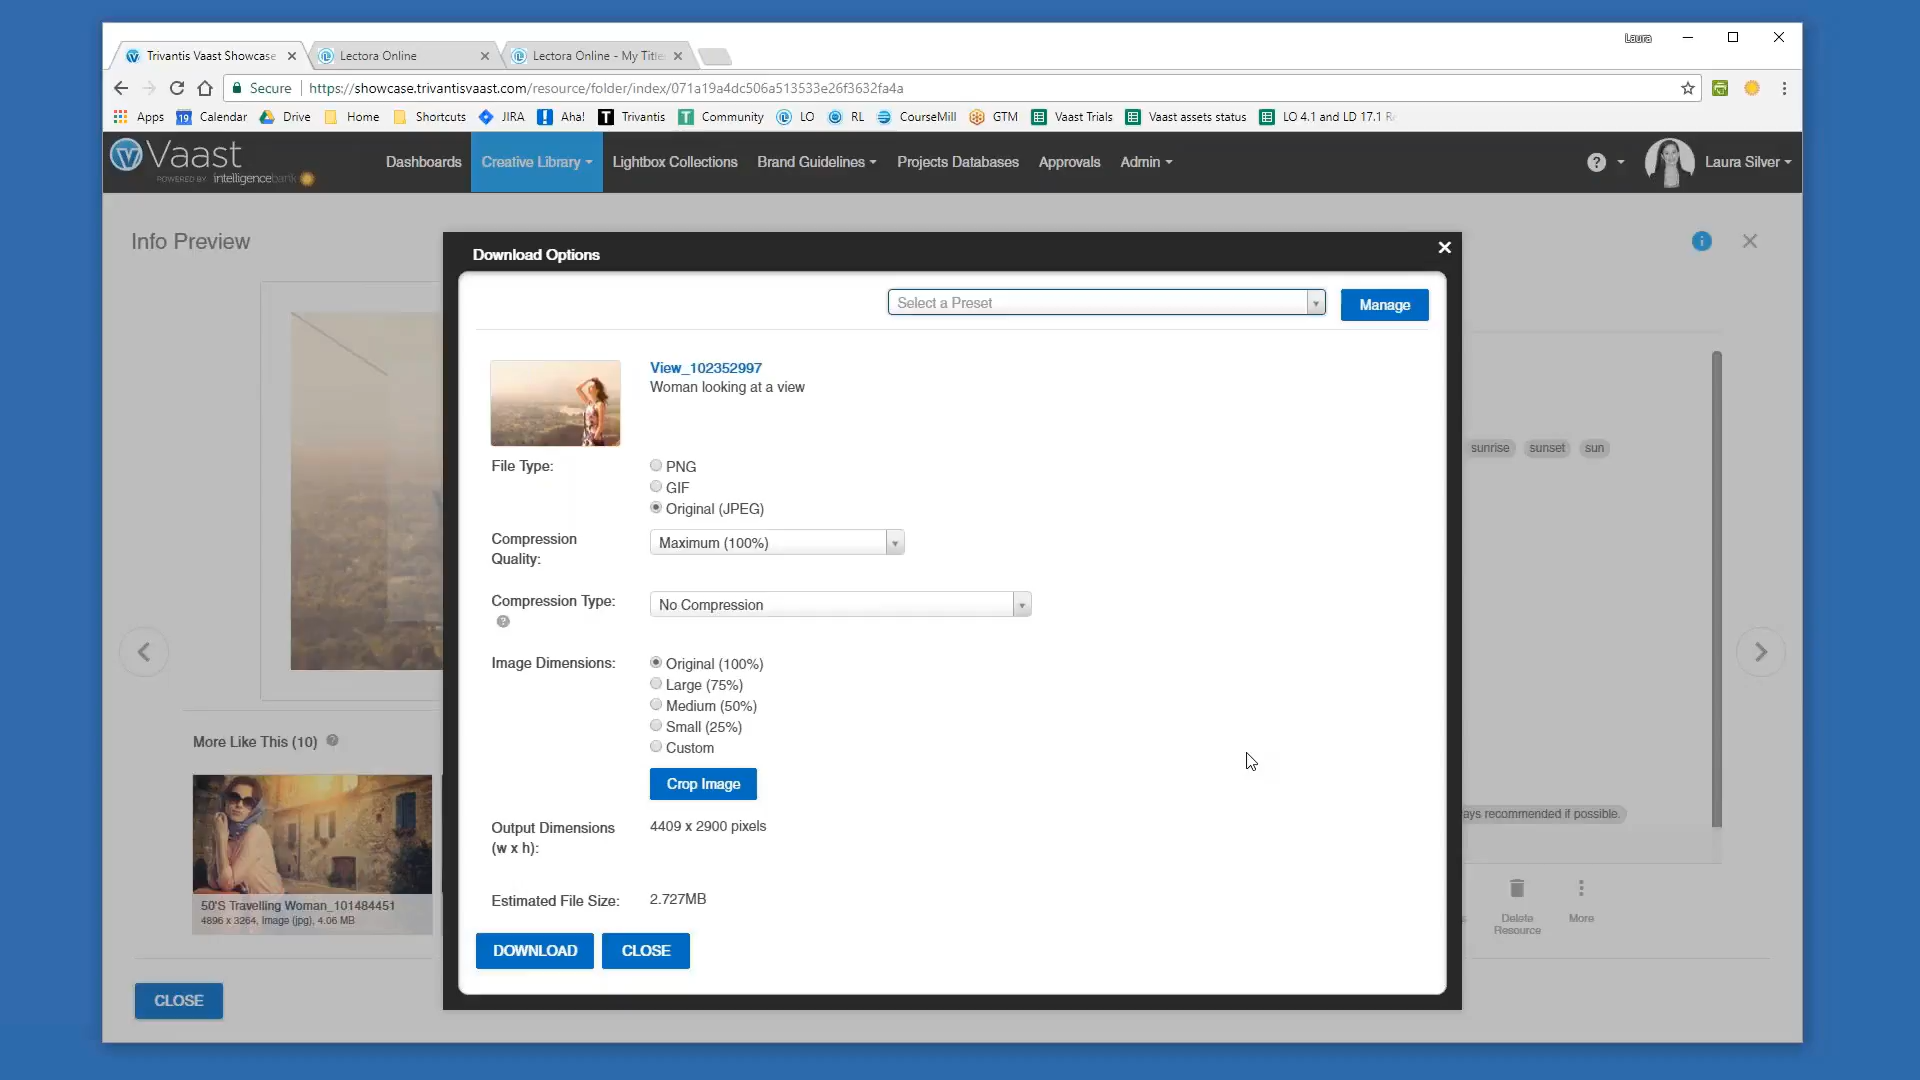 Laura
Trivantis Vaast Showcase
Lectora Online
Lectora Online - My Title
Secure
https://showcase.trivantisvaast.com/resource/folder/index/071a19a4dc506a513533e26f3632fa4a
Apps
19 Calendar
Drive
Home
Shortcuts
JIRA
Aha!
Trivantis
Community
LO
RL
CourseMill
GTM
Vaast Trials
Vaast assets status
LO 4.1 and LD 17.1 R
Vaast
POWERED BY intelligencebank
Dashboards
Creative Library
Lightbox Collections
Brand Guidelines
Projects Databases
Approvals
Admin
Laura Silver
Info Preview
Download Options
Select a Preset
Manage
View_102352997
Woman looking at a view
File Type:
PNG
GIF
Original (JPEG)
Compression
Quality:
Maximum (100%)
Compression Type:
No Compression
Image Dimensions:
Original (100%)
Large (75%)
Medium (50%)
Small (25%)
Custom
Crop Image
Output Dimensions
(w x h):
4409 x 2900 pixels
Estimated File Size:
2.727MB
DOWNLOAD
CLOSE
sunrise
sunset
sun
ays recommended if possible.
Delete
Resource
More
More Like This (10)
50'S Travelling Woman_101484451
4896 x 3264, Image (jpg), 4.06 MB
CLOSE